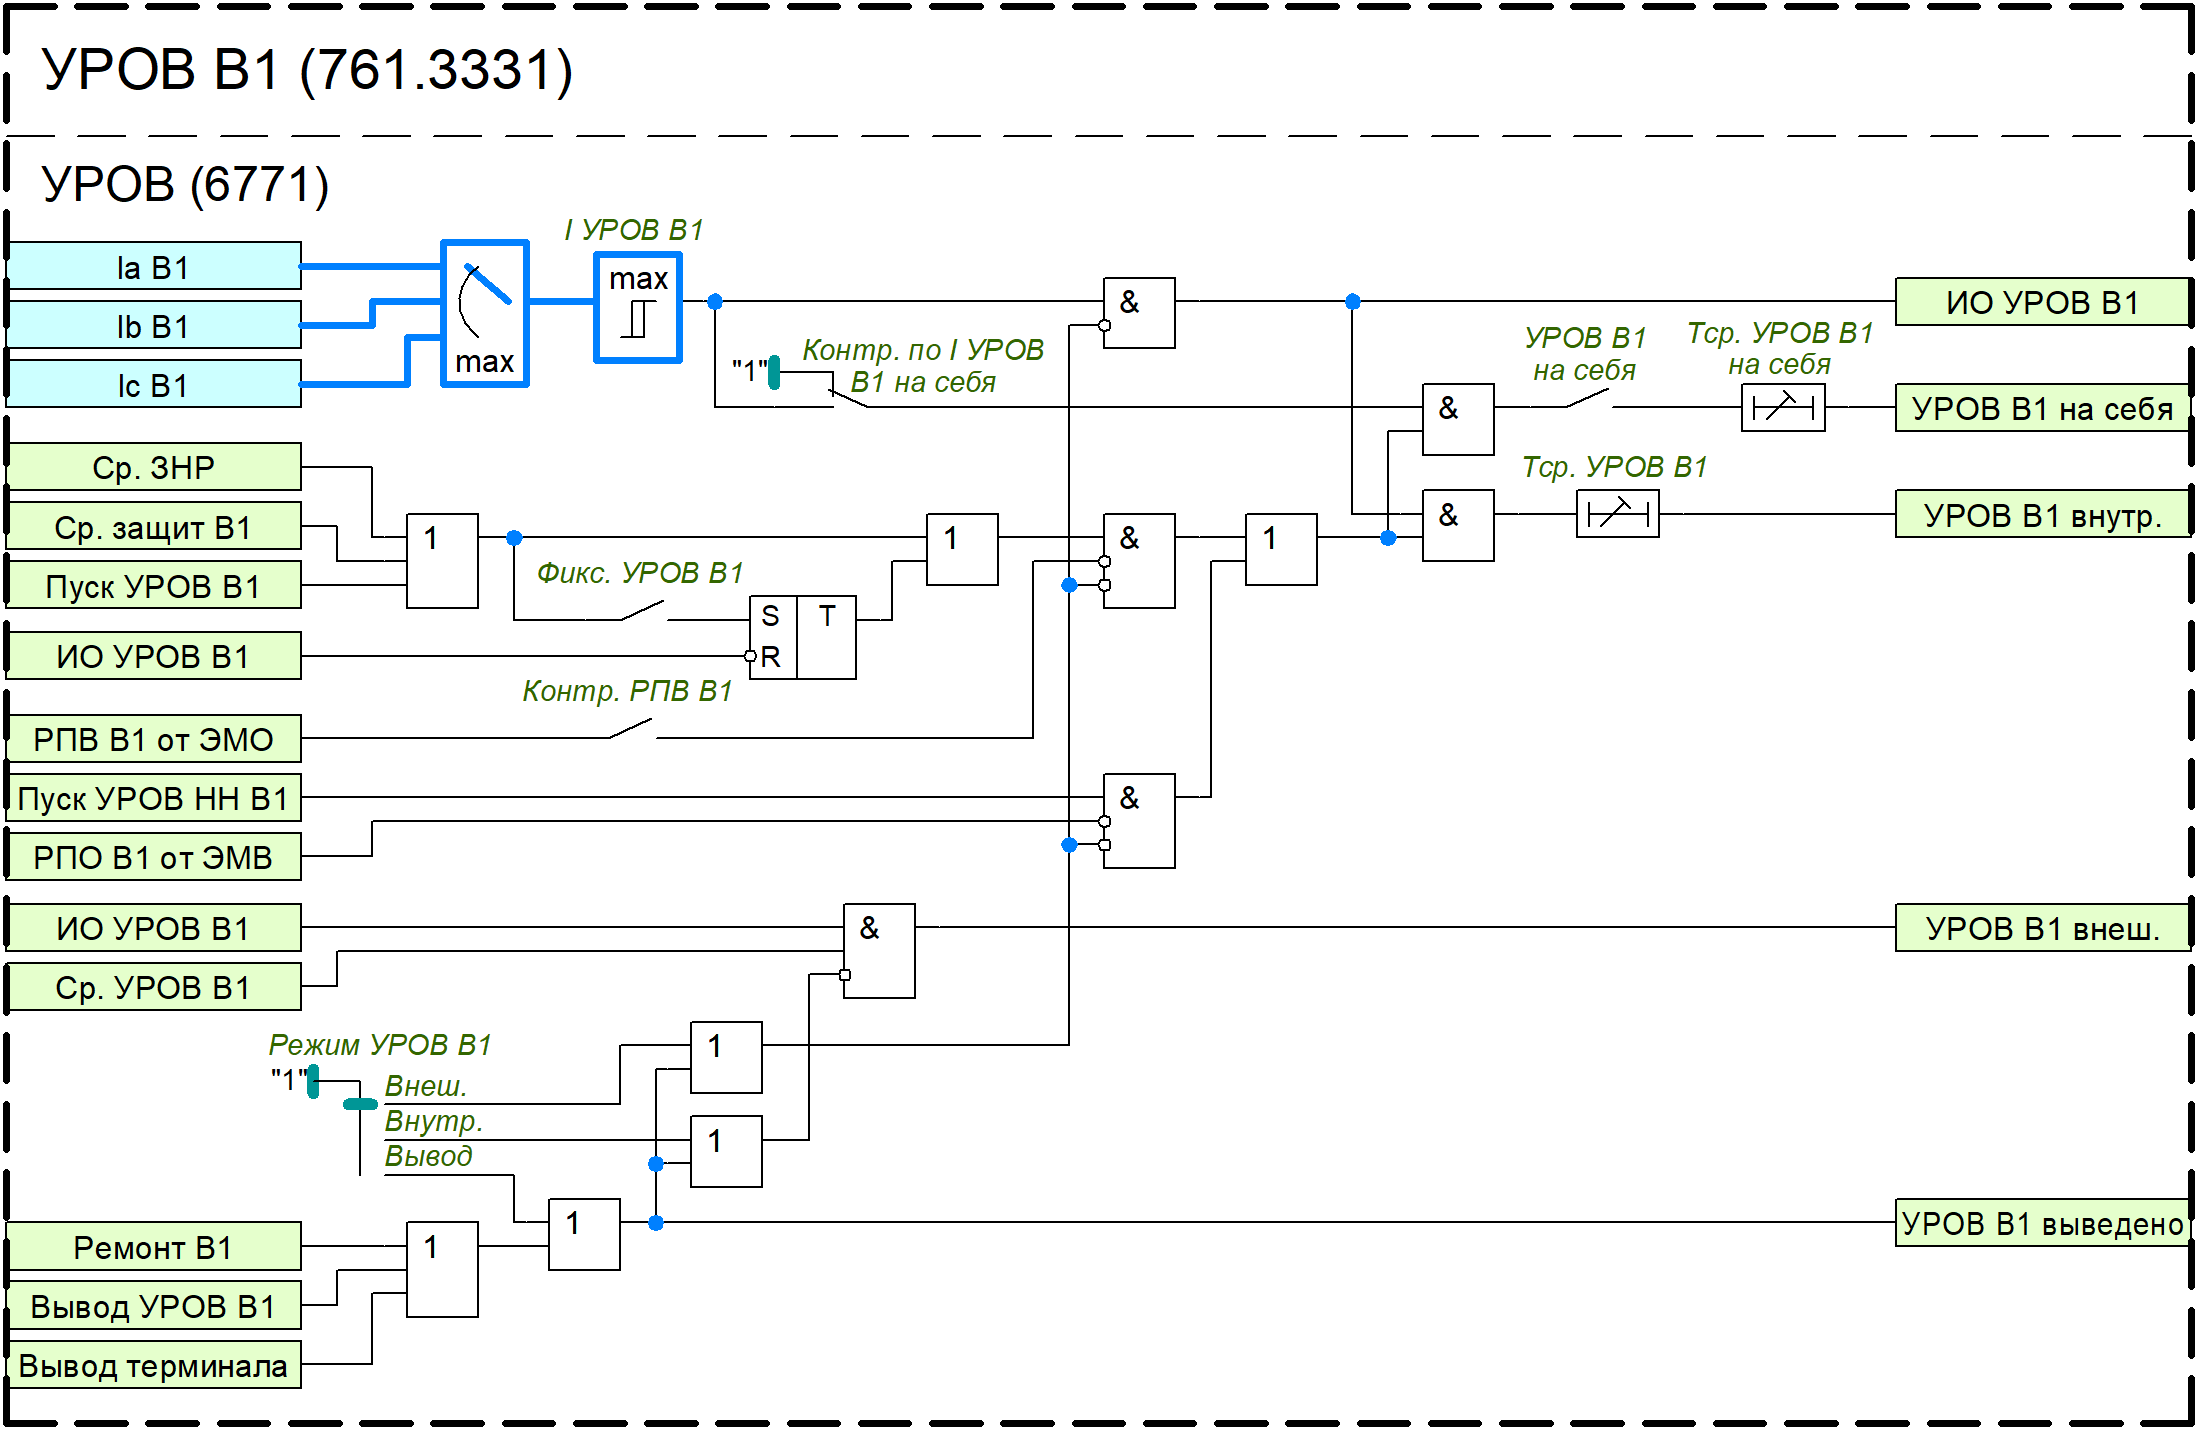 УРОВ В1 (761.3331)
УРОВ (6771)
I УРОВ В1
Ia В1
Ib В1
Ic В1
max
max
&
ИО УРОВ В1
"1"
Контр. по I УРОВ
В1 на себя
УРОВ В1
на себя
Тср. УРОВ В1
на себя
&
УРОВ В1 на себя
Ср. ЗНР
Ср. защит В1
Пуск УРОВ В1
1
1
&
1
&
Тср. УРОВ В1
УРОВ В1 внутр.
Фикс. УРОВ В1
S
T
R
ИО УРОВ В1
Контр. РПВ В1
РПВ В1 от ЭМО
Пуск УРОВ НН В1
&
РПО В1 от ЭМВ
ИО УРОВ В1
&
УРОВ В1 внеш.
Ср. УРОВ В1
Режим УРОВ В1
"1"
Внеш.
Внутр.
Вывод
1
1
1
УРОВ В1 выведено
Ремонт В1
1
Вывод УРОВ В1
Вывод терминала